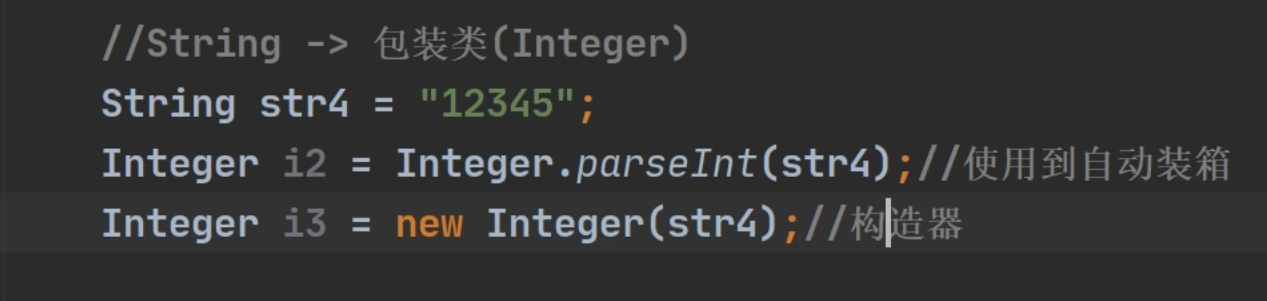 //String -> 包装类(Integer)
String str4 = "12345";
Integer i2 = Integer.parseInt(str4);//使用到自动装箱
Integer i3 = new Integer(str4);//构造器